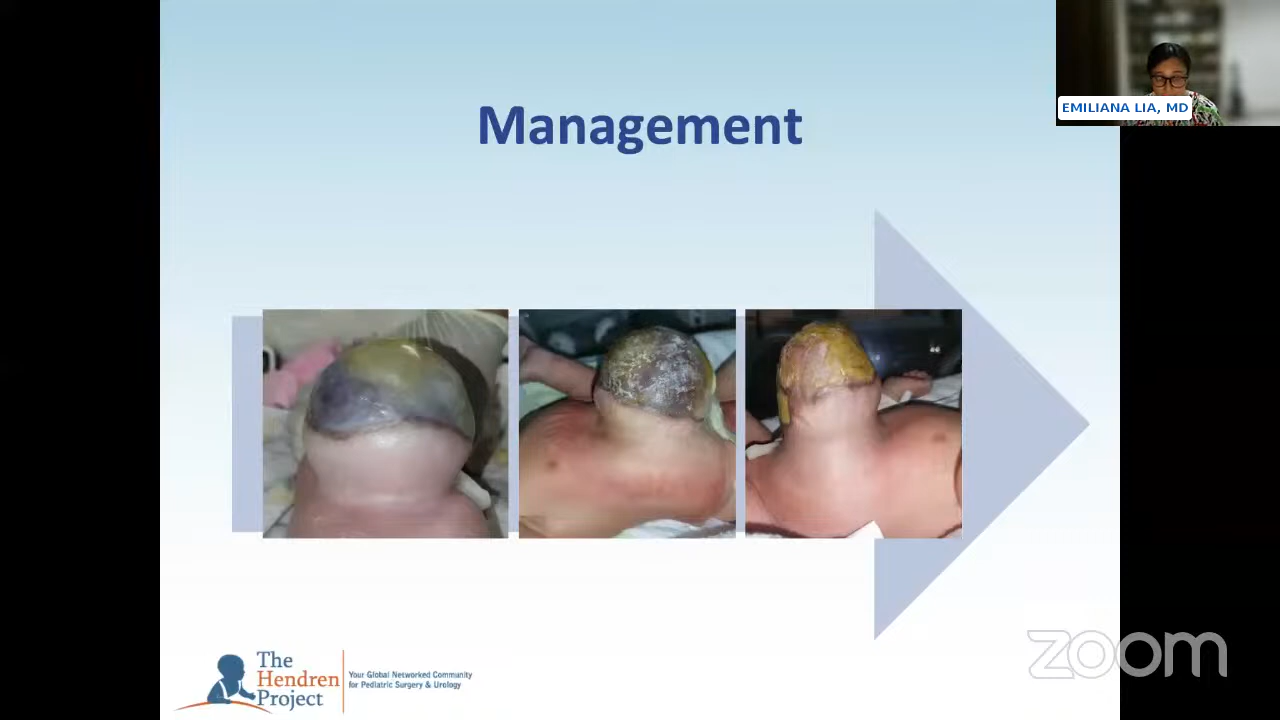 EMILIANA LIA, MD
Management
The
Hendren
Project
Your Global Networked Community
for Pediatric Surgery & Urology
zoom